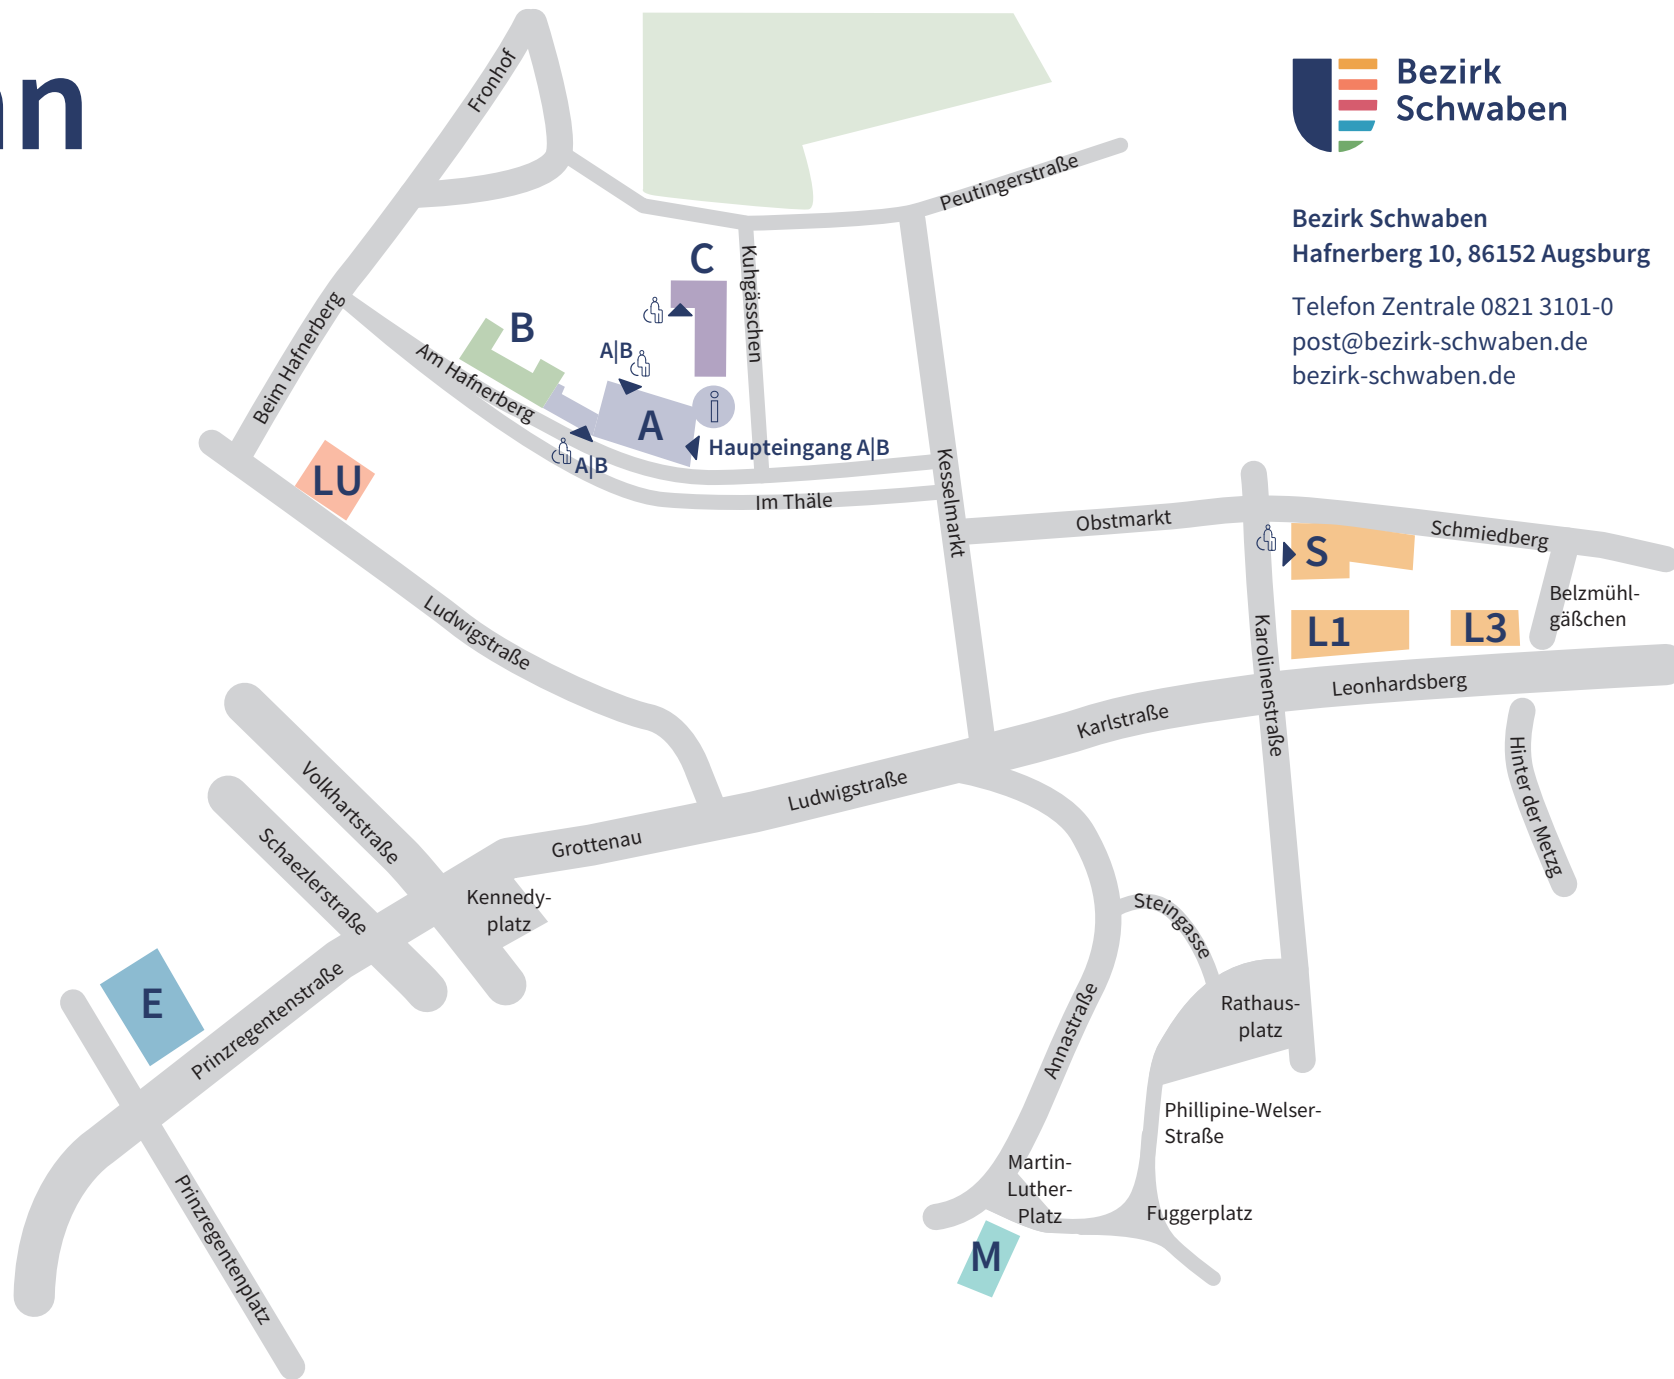 an
Bezirk
Schwaben
Bezirk Schwaben
Hafnerberg 10, 86152 Augsburg
Telefon Zentrale 0821 3101-0
post@bezirk-schwaben.de
bezirk-schwaben.de
Fronhof
Peutingerstraße
C
Kuhgässchen
B
A|B
Beim Hafnerberg
Am Hafnerberg
A
i
Haupteingang A|B
A|B
LU
Im Thäle
Kesselmarkt
Obstmarkt
Schmiedberg
S
Belzmühl-
gäßchen
L1
L3
Ludwigstraße
Karolinenstraße
Leonhardsberg
Karlstraße
Hinter der Metzg
Ludwigstraße
Volkhartstraße
Grottenau
Schaezlerstraße
Kennedy-
platz
Steingasse
E
Prinzregentenstraße
Annastraße
Rathaus-
platz
Phillipine-Welser-
Straße
Martin-
Luther-
Platz
Fuggerplatz
Prinzregentenplatz
M